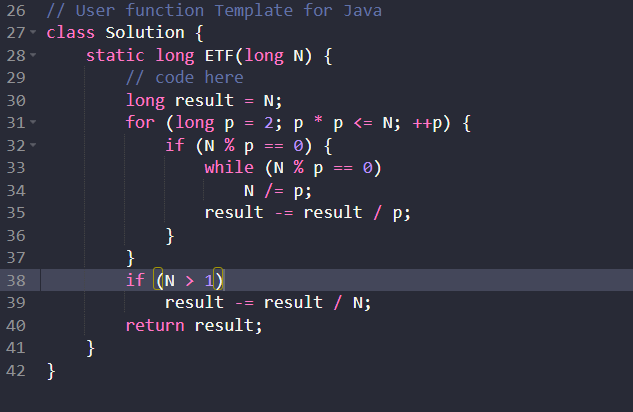 26 // User function Template for Java
27 class Solution {
28     static long ETF(long N) {
29         // code here
30         long result = N;
31         for (long p = 2; p * p <= N; ++p) {
32             if (N % p == 0) {
33                 while (N % p == 0)
34                     N /= p;
35                 result -= result / p;
36             }
37         }
38         if (N > 1)
39             result -= result / N;
40         return result;
41     }
42 }